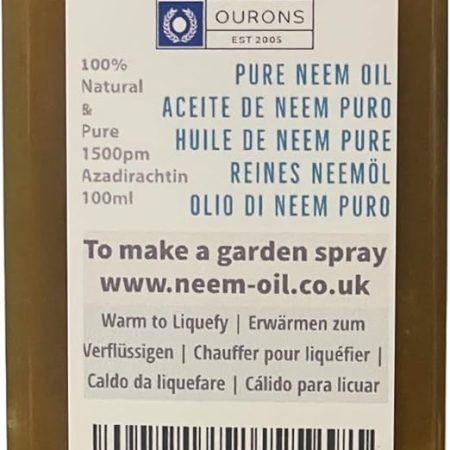 OURONS
EST 2005
100%
Natural
&
Pure
1500pm
Azadirachtin
100ml
PURE NEEM OIL
ACEITE DE NEEM PURO
HUILE DE NEEM PURE
REINES NEEMÖL
OLIO DI NEEM PURO
To make a garden spray
www.neem-oil.co.uk
Warm to Liquefy | Erwärmen zum
Verflüssigen | Chauffer pour liquéfier |
Caldo da liquefare | Cálido para licuar